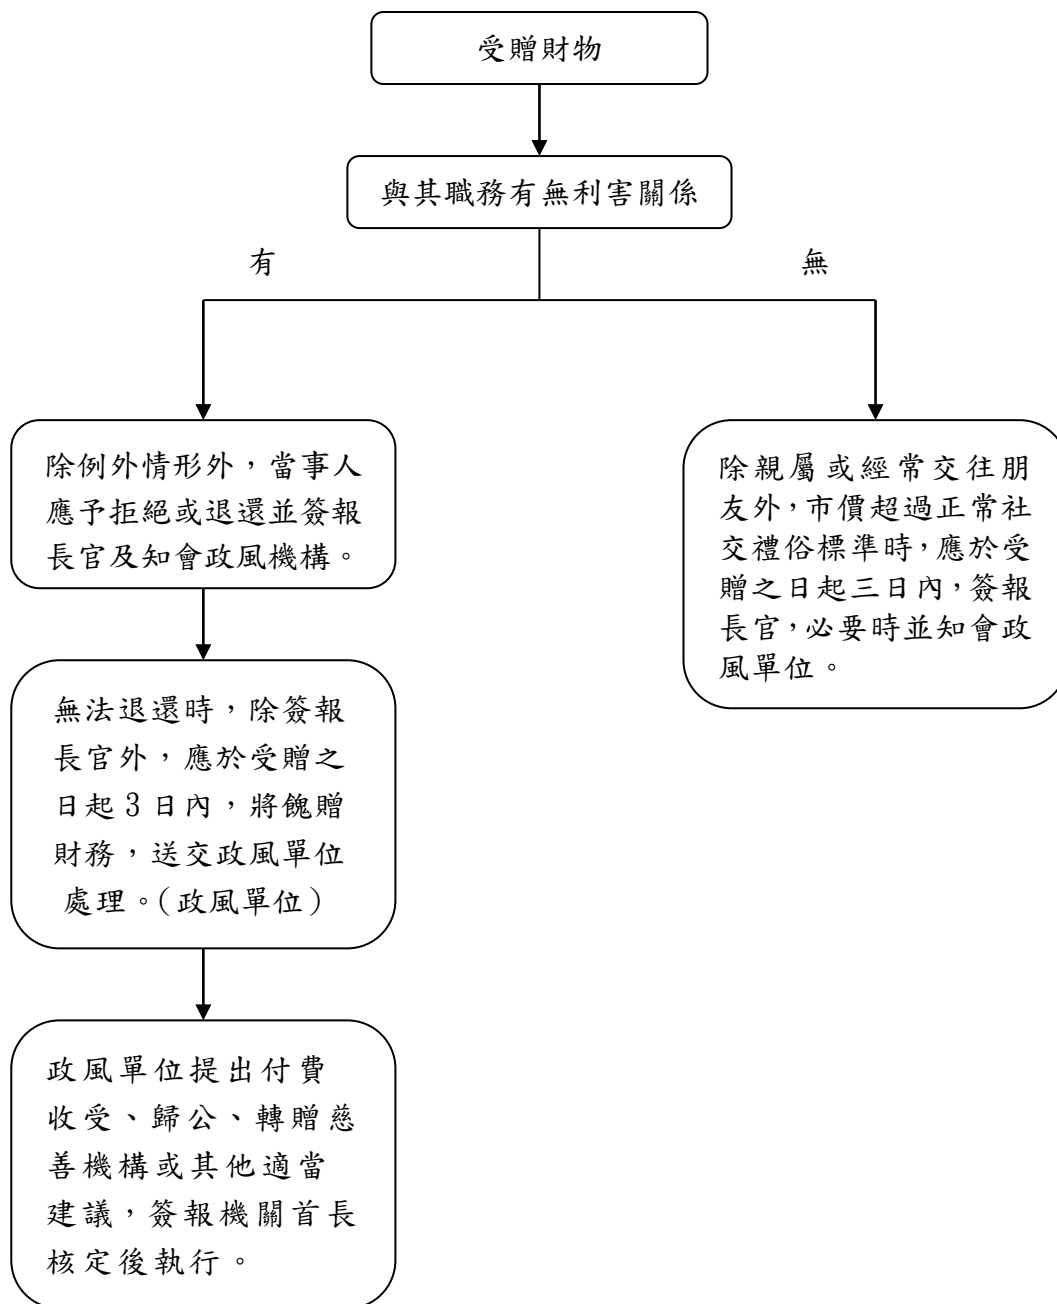 受贈財物
與其職務有無利害關係
有
無
除例外情形外，當事人
應予拒絕或退還並簽報
長官及知會政風機構。
除親屬或經常交往朋
友外，市價超過正常社
交禮俗標準時，應於受
贈之日起三日內，簽報
長官，必要時並知會政
風單位。
無法退還時，除簽報
長官外，應於受贈之
日起3日內，將餽贈
財務，送交政風單位
處理。(政風單位)
政風單位提出付費
收受、歸公、轉贈慈
善機構或其他適當
建議，簽報機關首長
核定後執行。